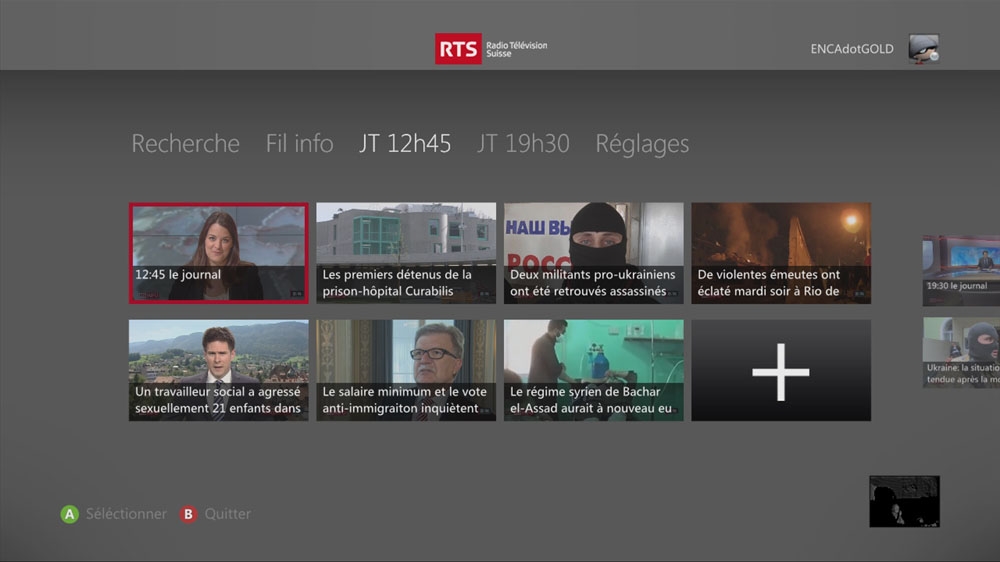 RTS Radio Télévision
Suisse
ENCAdotGOLD
Recherche Fil info JT 12h45 JT 19h30 Réglages
12:45 le journal
Les premiers détenus de la
prison-hôpital Curabilis
НАШ ВЫ
РОСС
Deux militants pro-ukrainiens
ont été retrouvés assassinés
De violentes émeutes ont
éclaté mardi soir à Rio de
19:30 le journal
Un travailleur social a agressé
sexuellement 21 enfants dans
Le salaire minimum et le vote
anti-immigraiton inquiètent
Le régime syrien de Bachar
el-Assad aurait à nouveau eu
Ukraine: la situatio
tendue après la mo
A Séléctionner B Quitter